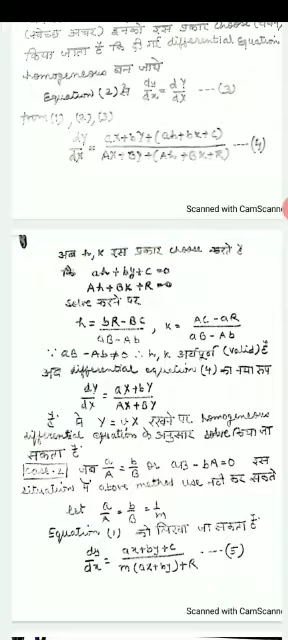 (स्वेच्छ अचर) इनको इस प्रकार choose (चयन)
किया जाता है कि दी गई differential Equation
homogeneous बन जाये
Equation (2) से dy/dx = dY/dX --- (3)
from (1), (2), (3)
dY/dX = aX+bY+(ah+bk+c) / AX+BY+(Ah+BK+R) --- (4)
Scanned with CamScanner
अब h, k इस प्रकार choose करते है
कि ah+by+c=0
Ah+BK+R=0
Solve करने पर
h = bR-BC / aB-Ab , k = AC-aR / aB-Ab
∵ aB-Ab≠0 ∴ h, k अर्थपूर्ण (valid) है
अब differential equation (4) का नया रूप
dY/dX = aX+bY / AX+BY
है में Y=vX रखने पर homogeneous
differential equation के अनुसार solve किया जा
सकता है
Case-2 जब a/A = b/B or aB-bA=0 इस
situation में above method use नही कर सकते
let a/A = b/B = 1/m
Equation (1) को लिखा जा सकता है
dy/dx = ax+by+c / m(ax+by)+R --- (5)
Scanned with CamScanner